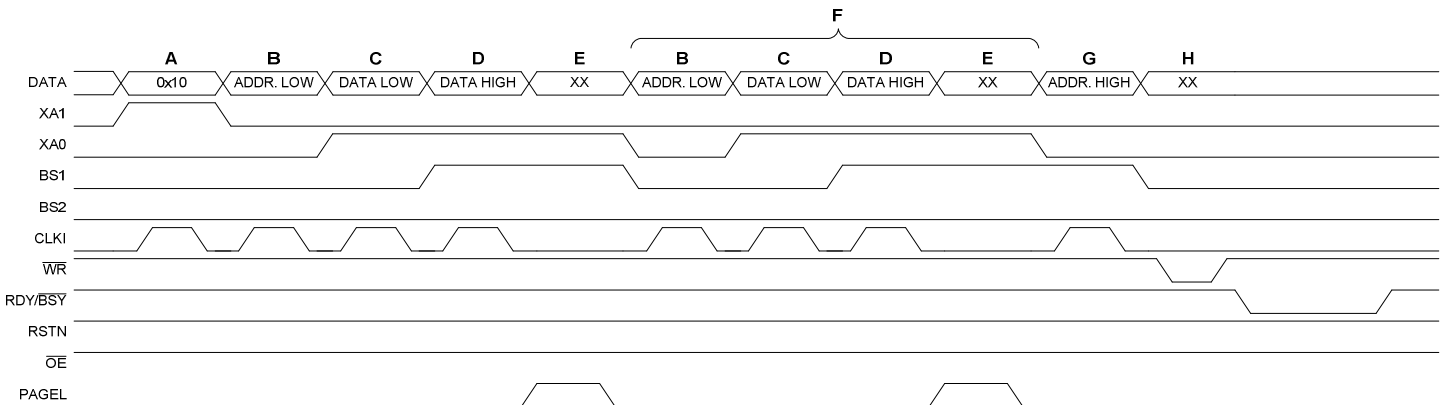 F
A B C D E B C D E G H
DATA 0x10 ADDR. LOW DATA LOW DATA HIGH XX ADDR. LOW DATA LOW DATA HIGH XX ADDR. HIGH XX
XA1
XA0
BS1
BS2
CLKI
WR
RDY/BSY
RSTN
OE
PAGEL